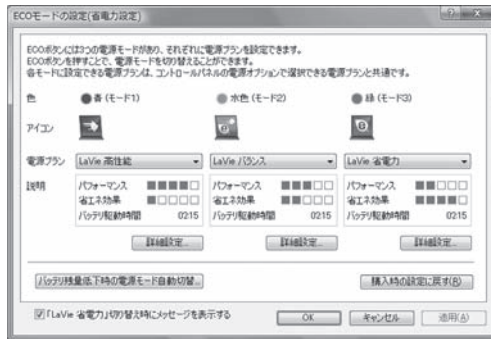 ECOモードの設定(省電力設定)
ECOボタンには3つの電源モードがあり、それぞれに電源プランを設定できます。
ECOボタンを押すことで、電源モードを切り替えることができます。
各モードに設定できる電源プランは、コントロールパネルの電源オプションで選択できる電源プランと共通です。
色 青 (モード1) 水色 (モード2) 緑 (モード3)
アイコン
電源プラン LaVie 高性能 LaVie バランス LaVie 省電力
説明 パフォーマンス パフォーマンス パフォーマンス
省エネ効果 省エネ効果 省エネ効果
バッテリ駆動時間 0215 バッテリ駆動時間 0215 バッテリ駆動時間 0215
詳細設定... 詳細設定... 詳細設定...
バッテリ残量低下時の電源モード自動切替... 購入時の設定に戻す(R)
「LaVie 省電力」切り替え時にメッセージを表示する OK キャンセル 適用(A)